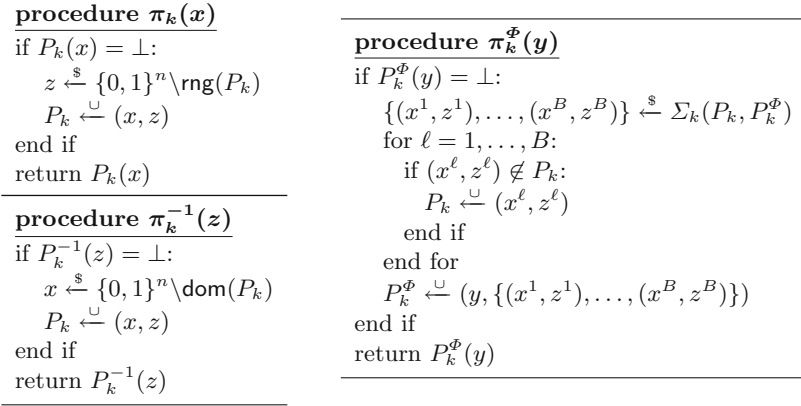 procedure π_k(x)
if P_k(x) = ⊥:
z $← {0, 1}^n\rng(P_k)
P_k ∪← (x, z)
end if
return P_k(x)
procedure π_k^{-1}(z)
if P_k^{-1}(z) = ⊥:
x $← {0, 1}^n\dom(P_k)
P_k ∪← (x, z)
end if
return P_k^{-1}(z)
procedure π_k^Φ(y)
if P_k^Φ(y) = ⊥:
{(x^1, z^1), . . . , (x^B, z^B)} $← Σ_k(P_k, P_k^Φ)
for ℓ = 1, . . . , B:
if (x^ℓ, z^ℓ) ∉ P_k:
P_k ∪← (x^ℓ, z^ℓ)
end if
end for
P_k^Φ ∪← (y, {(x^1, z^1), . . . , (x^B, z^B)})
end if
return P_k^Φ(y)